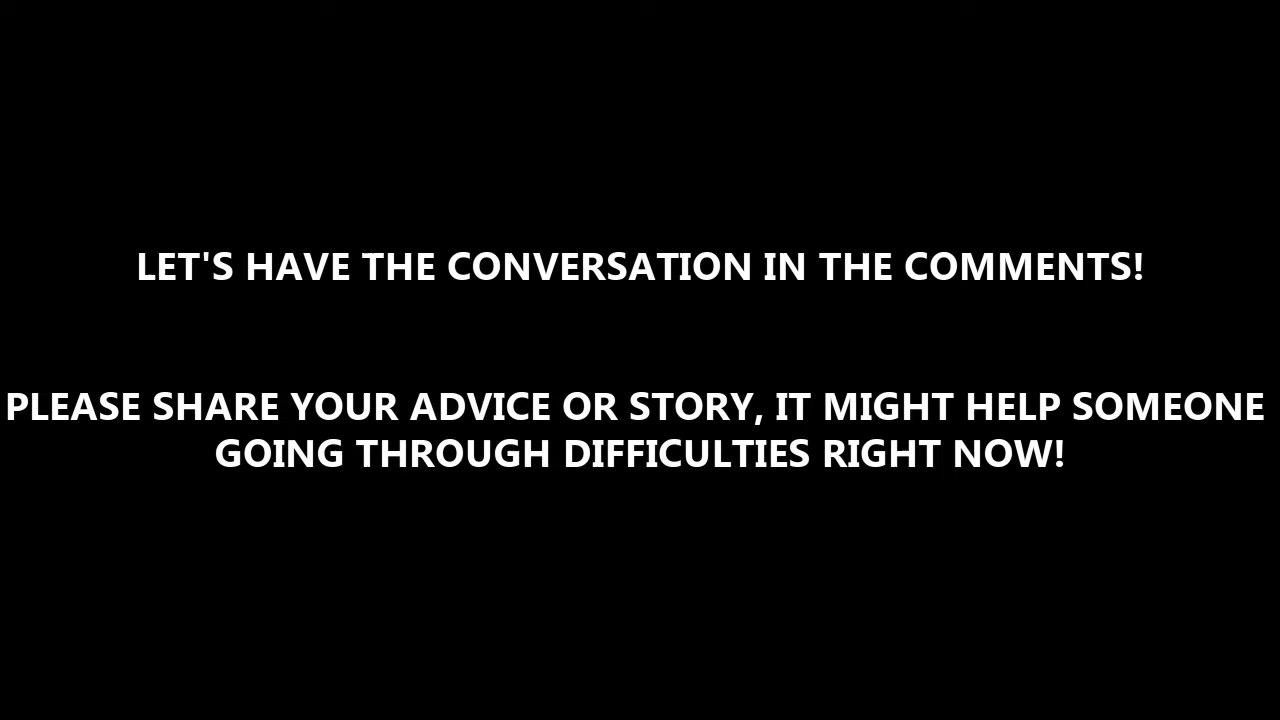 LET'S HAVE THE CONVERSATION IN THE COMMENTS!
PLEASE SHARE YOUR ADVICE OR STORY, IT MIGHT HELP SOMEONE
GOING THROUGH DIFFICULTIES RIGHT NOW!